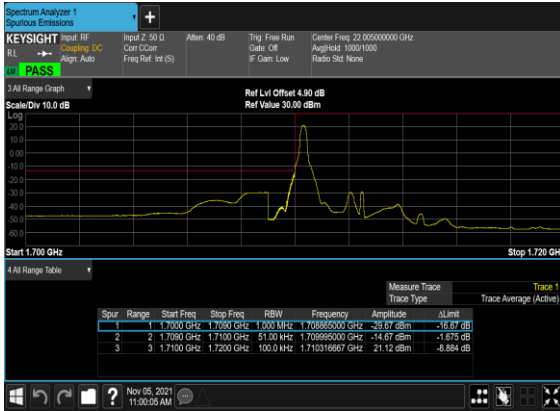 Spectrum Analyzer 1
Spurious Emissions
+
KEYSIGHT
RL
Input: RF
Coupling: DC
Align: Auto
Input Z: 50 Ω
Corr CCorr
Freq Ref: Int (S)
Atten: 40 dB
Trig: Free Run
Gate: Off
IF Gain: Low
Center Freq: 22.005000000 GHz
Avg|Hold: 1000/1000
Radio Std: None
PASS
3 All Range Graph
Scale/Div 10.0 dB
Ref Lvl Offset 4.90 dB
Ref Value 30.00 dBm
Log
20.0
10.0
0.00
-10.0
-20.0
-30.0
-40.0
-50.0
-60.0
Start 1.700 GHz
Stop 1.720 GH
4 All Range Table
Measure Trace Trace 1
Trace Type Trace Average (Active)
Spur Range Start Freq Stop Freq RBW Frequency Amplitude ΔLimit
1 1 1.7000 GHz 1.7090 GHz 1.000 MHz 1.708865000 GHz -29.67 dBm -16.67 dB
2 2 1.7090 GHz 1.7100 GHz 51.00 kHz 1.709995000 GHz -14.67 dBm -1.675 dB
3 3 1.7100 GHz 1.7200 GHz 100.0 kHz 1.710316667 GHz 21.12 dBm -8.884 dB
?
Nov 05, 2021
11:00:05 AM